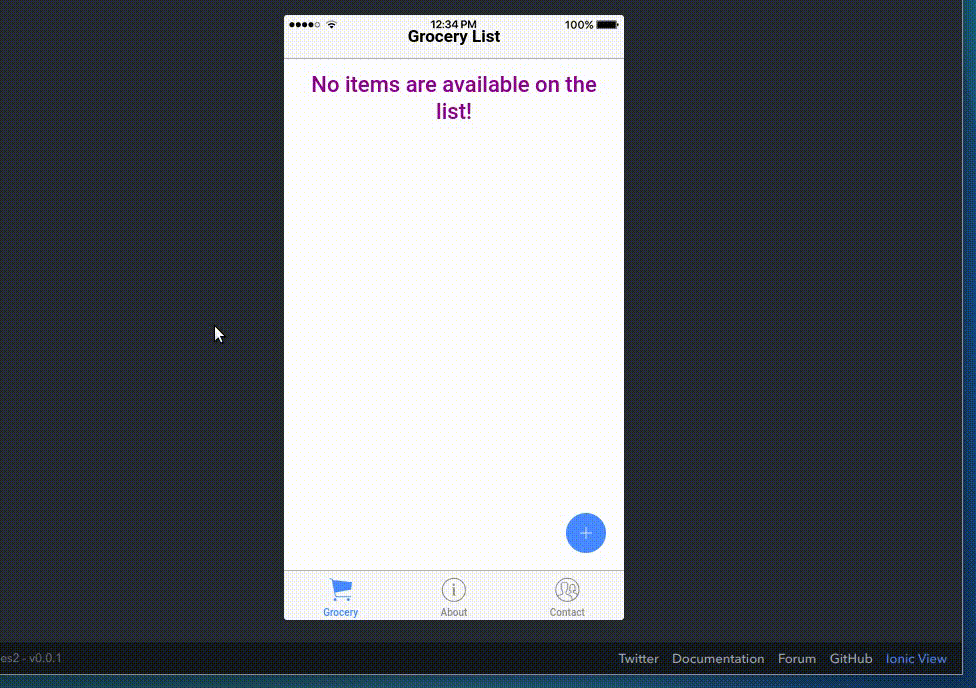 12:34 PM 100%
Grocery List
No items are available on the
list!
+
Grocery About Contact
es2 - v0.0.1 Twitter Documentation Forum GitHub Ionic View